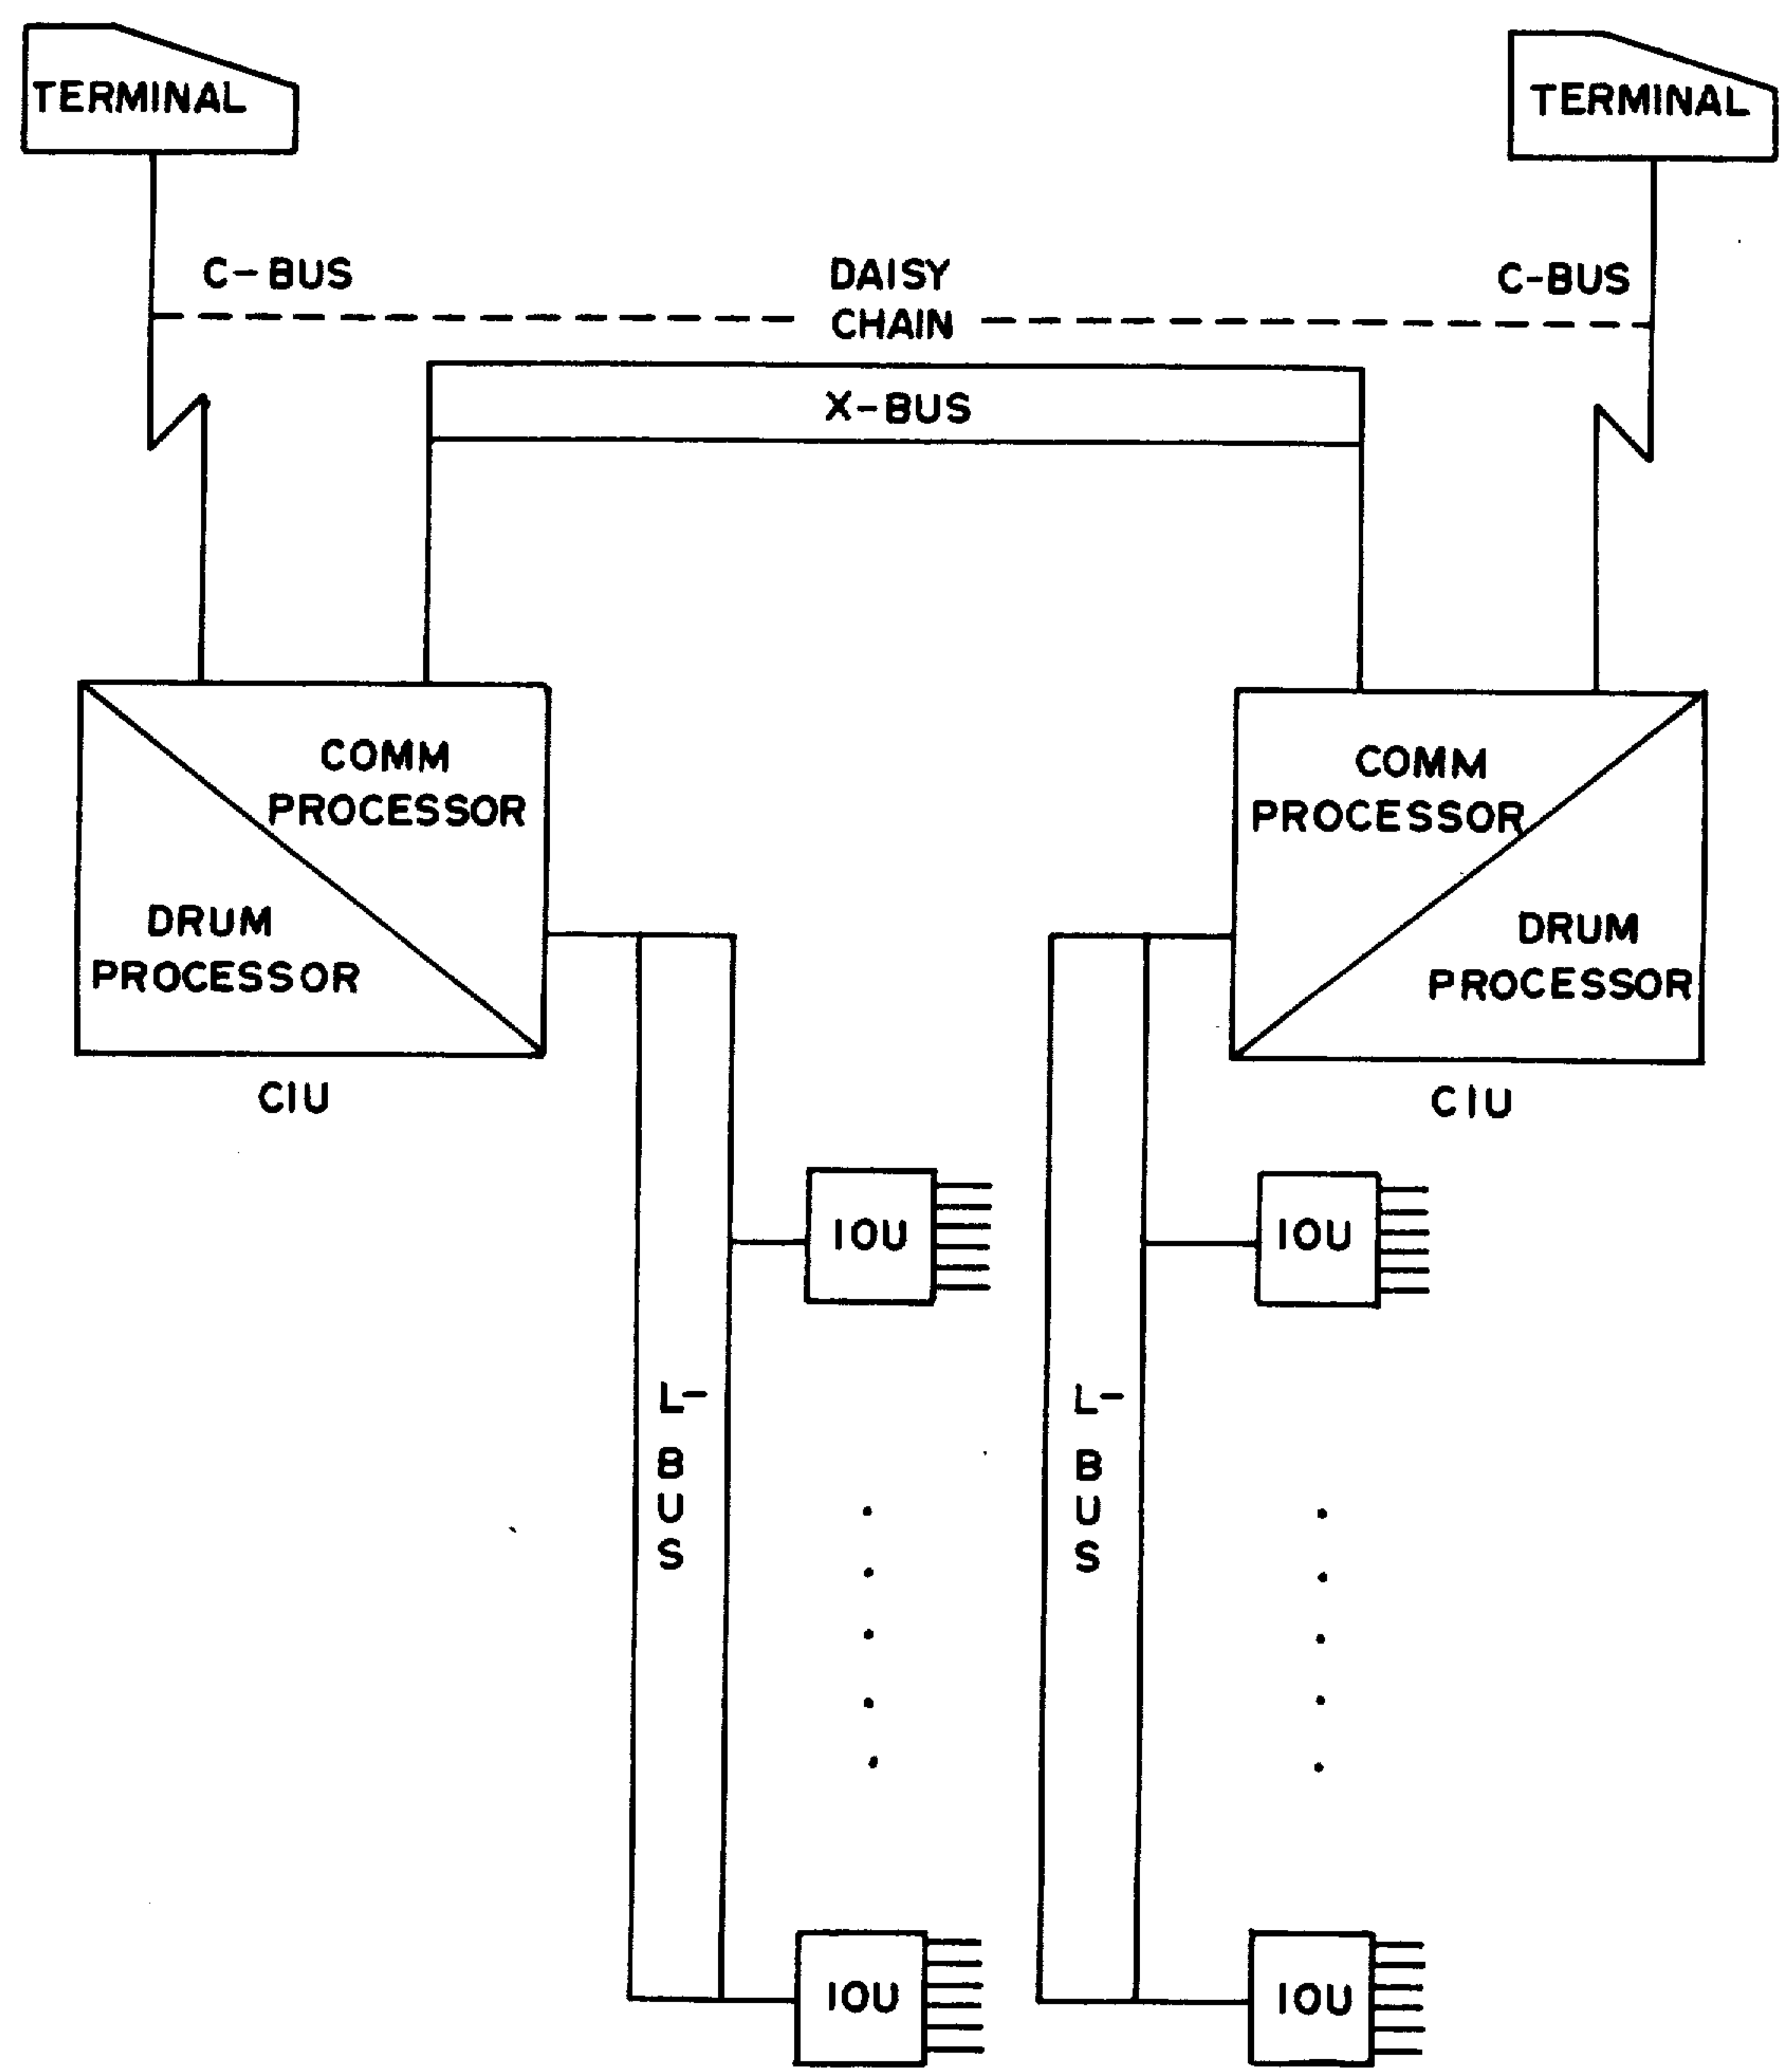 TERMINAL
TERMINAL
C-BUS
DAISY
CHAIN
C-BUS
X-BUS
COMM
PROCESSOR
DRUM
PROCESSOR
CIU
COMM
PROCESSOR
DRUM
PROCESSOR
CIU
IOU
IOU
L-
BUS
L-
BUS
IOU
IOU